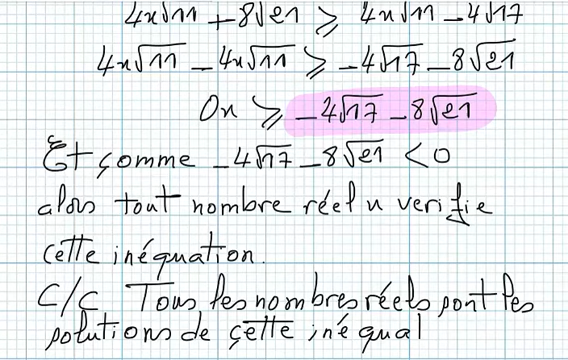 4x√11 + 8√21 ⩾ 4x√11 - 4√17
4x√11 - 4x√11 ⩾ -4√17 - 8√21
0x ⩾ -4√17 - 8√21
Et comme -4√17 - 8√21 < 0
alors tout nombre réel x verifie
cette inéquation.
C/C Tous les nombres réels sont les
solutions de cette inéqual